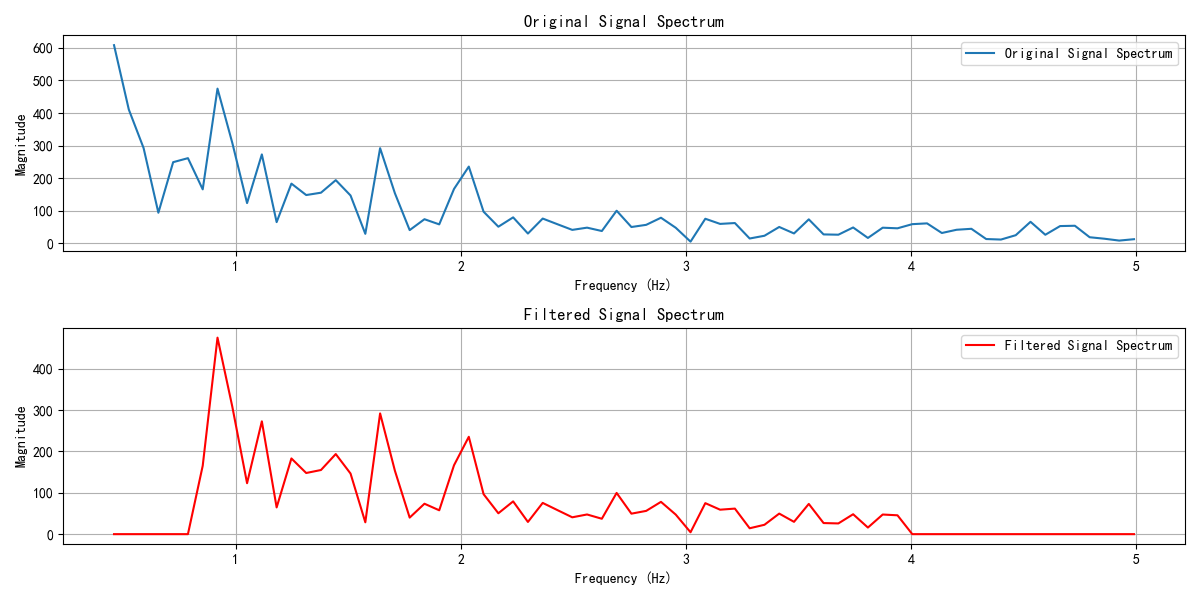 Original Signal Spectrum
Original Signal Spectrum
Magnitude
600
500
400
300
200
100
0
1 2 3 4 5
Frequency (Hz)
Filtered Signal Spectrum
Filtered Signal Spectrum
Magnitude
400
300
200
100
0
1 2 3 4 5
Frequency (Hz)